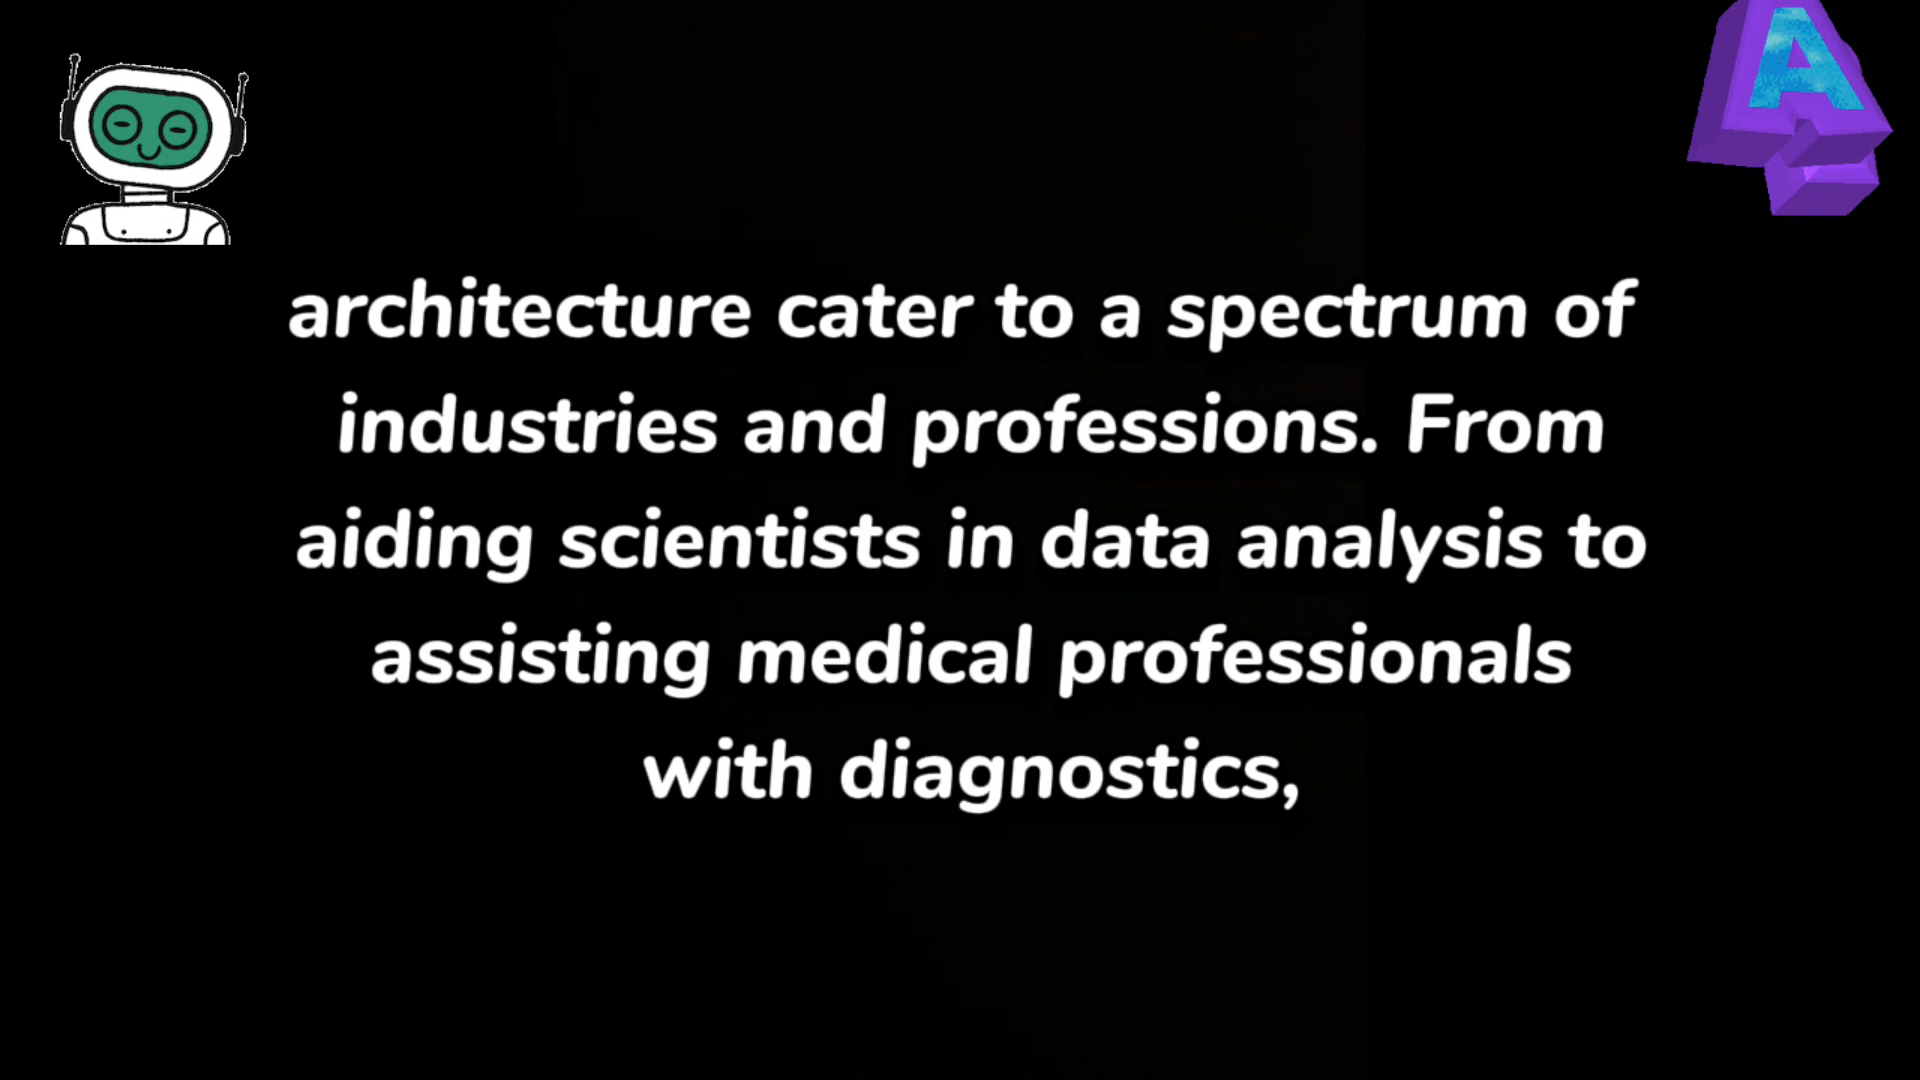 A
architecture cater to a spectrum of
industries and professions. From
aiding scientists in data analysis to
assisting medical professionals
with diagnostics,